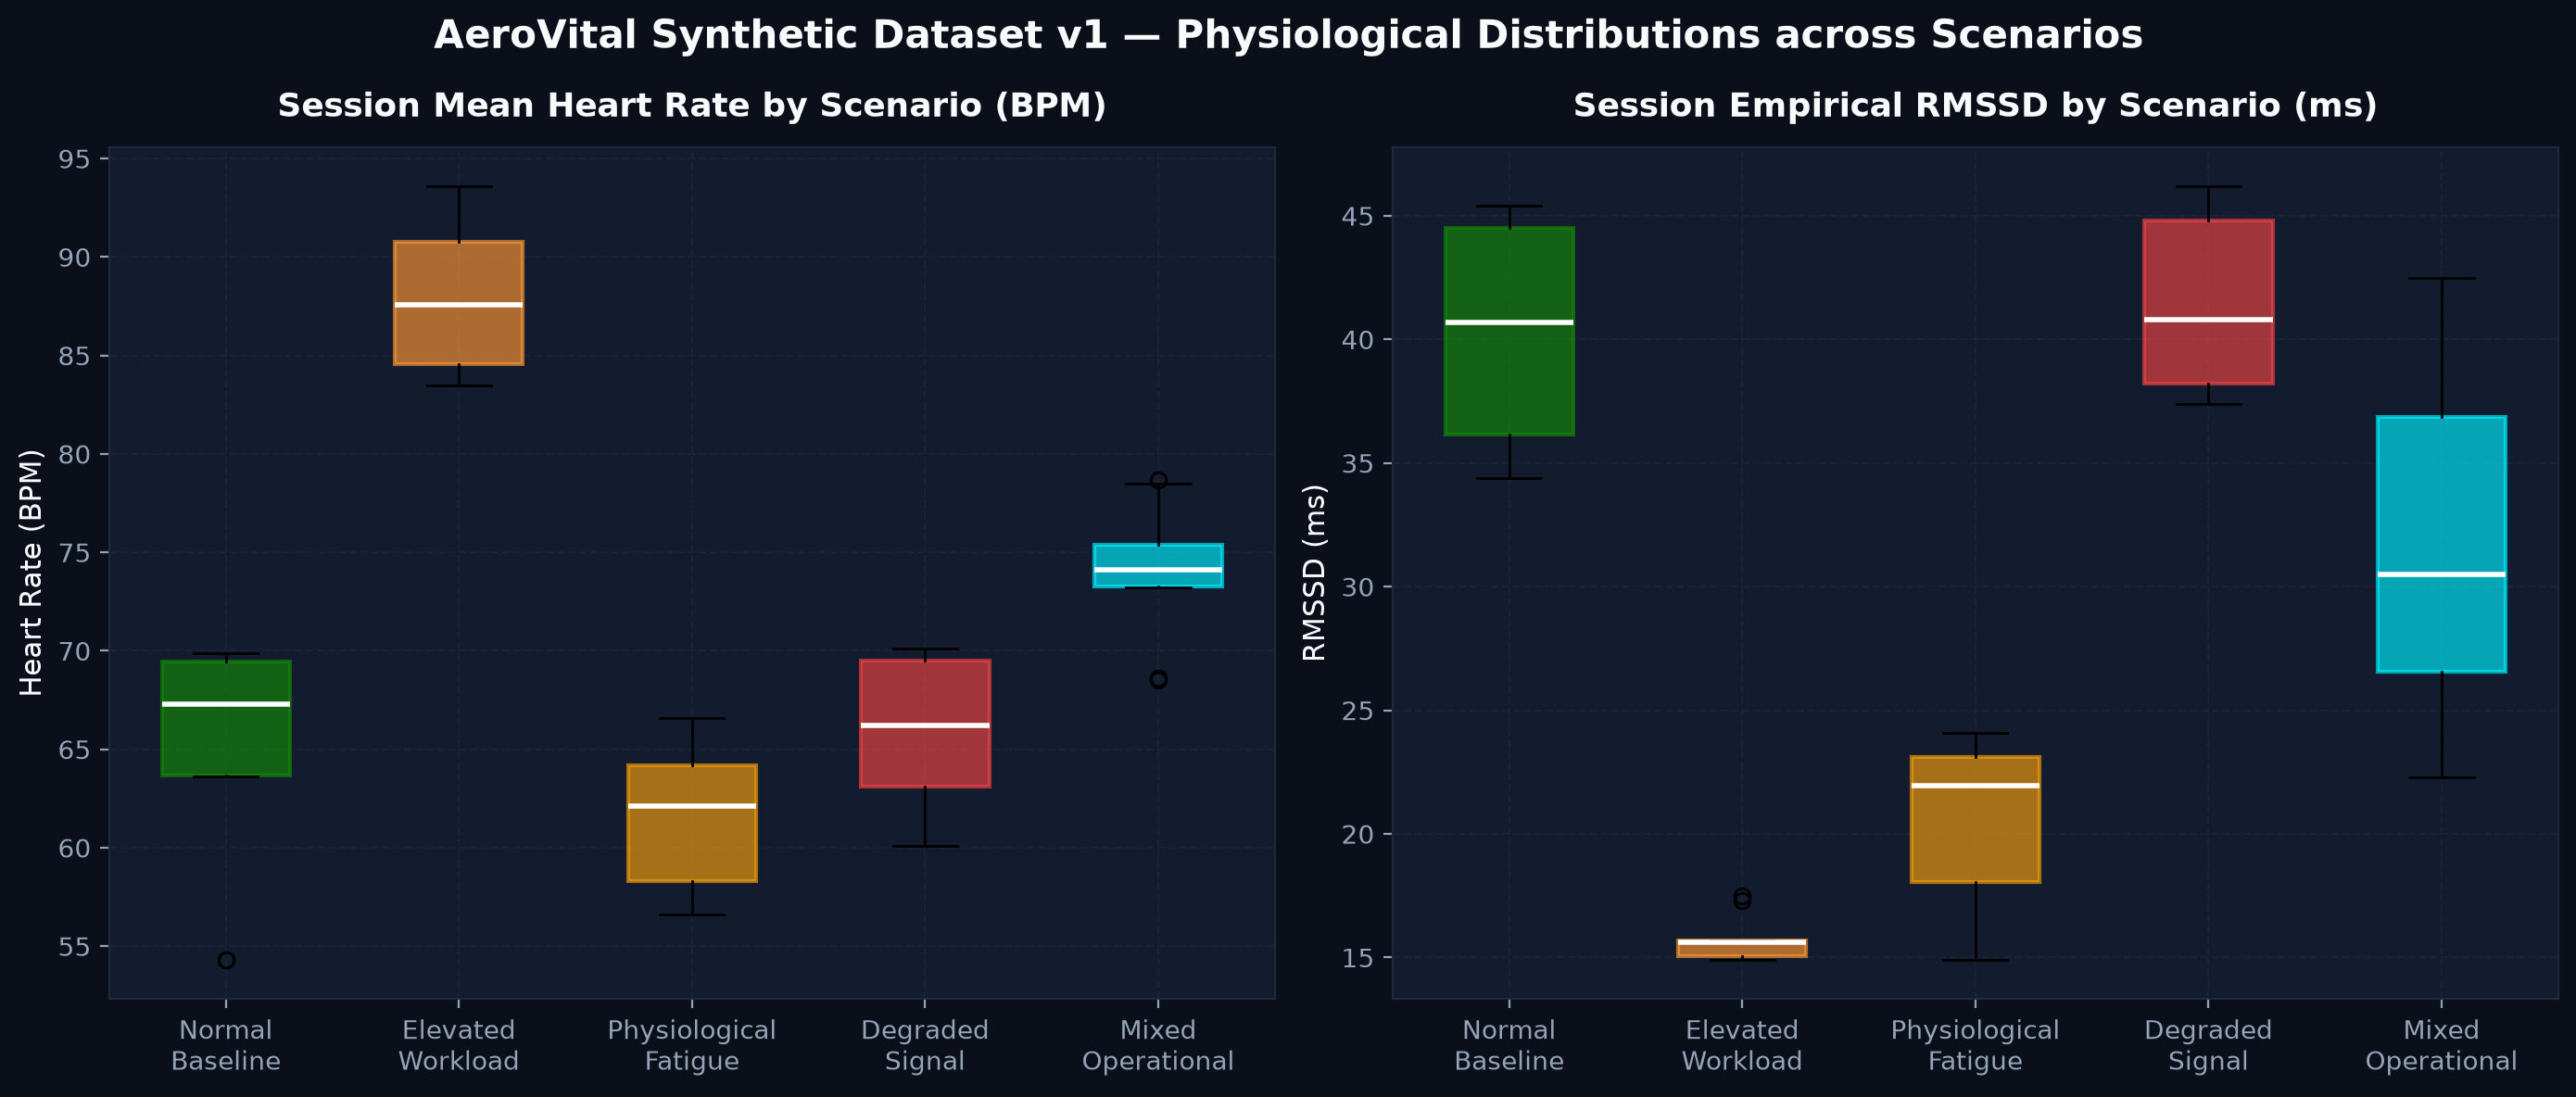 AeroVital Synthetic Dataset v1 — Physiological Distributions across Scenarios
Session Mean Heart Rate by Scenario (BPM)
Heart Rate (BPM)
95
90
85
80
75
70
65
60
55
Normal
Baseline
Elevated
Workload
Physiological
Fatigue
Degraded
Signal
Mixed
Operational
Session Empirical RMSSD by Scenario (ms)
RMSSD (ms)
45
40
35
30
25
20
15
Normal
Baseline
Elevated
Workload
Physiological
Fatigue
Degraded
Signal
Mixed
Operational